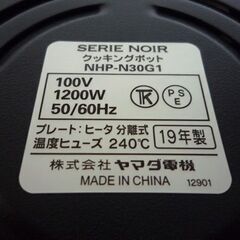 SERIE NOIR
クッキングポット
NHP-N30G1
100V
1200W
50/60Hz
PSE
プレート：ヒータ 分離式
温度ヒューズ 240℃
19年製
株式会社 ヤマダ電機
MADE IN CHINA
12901